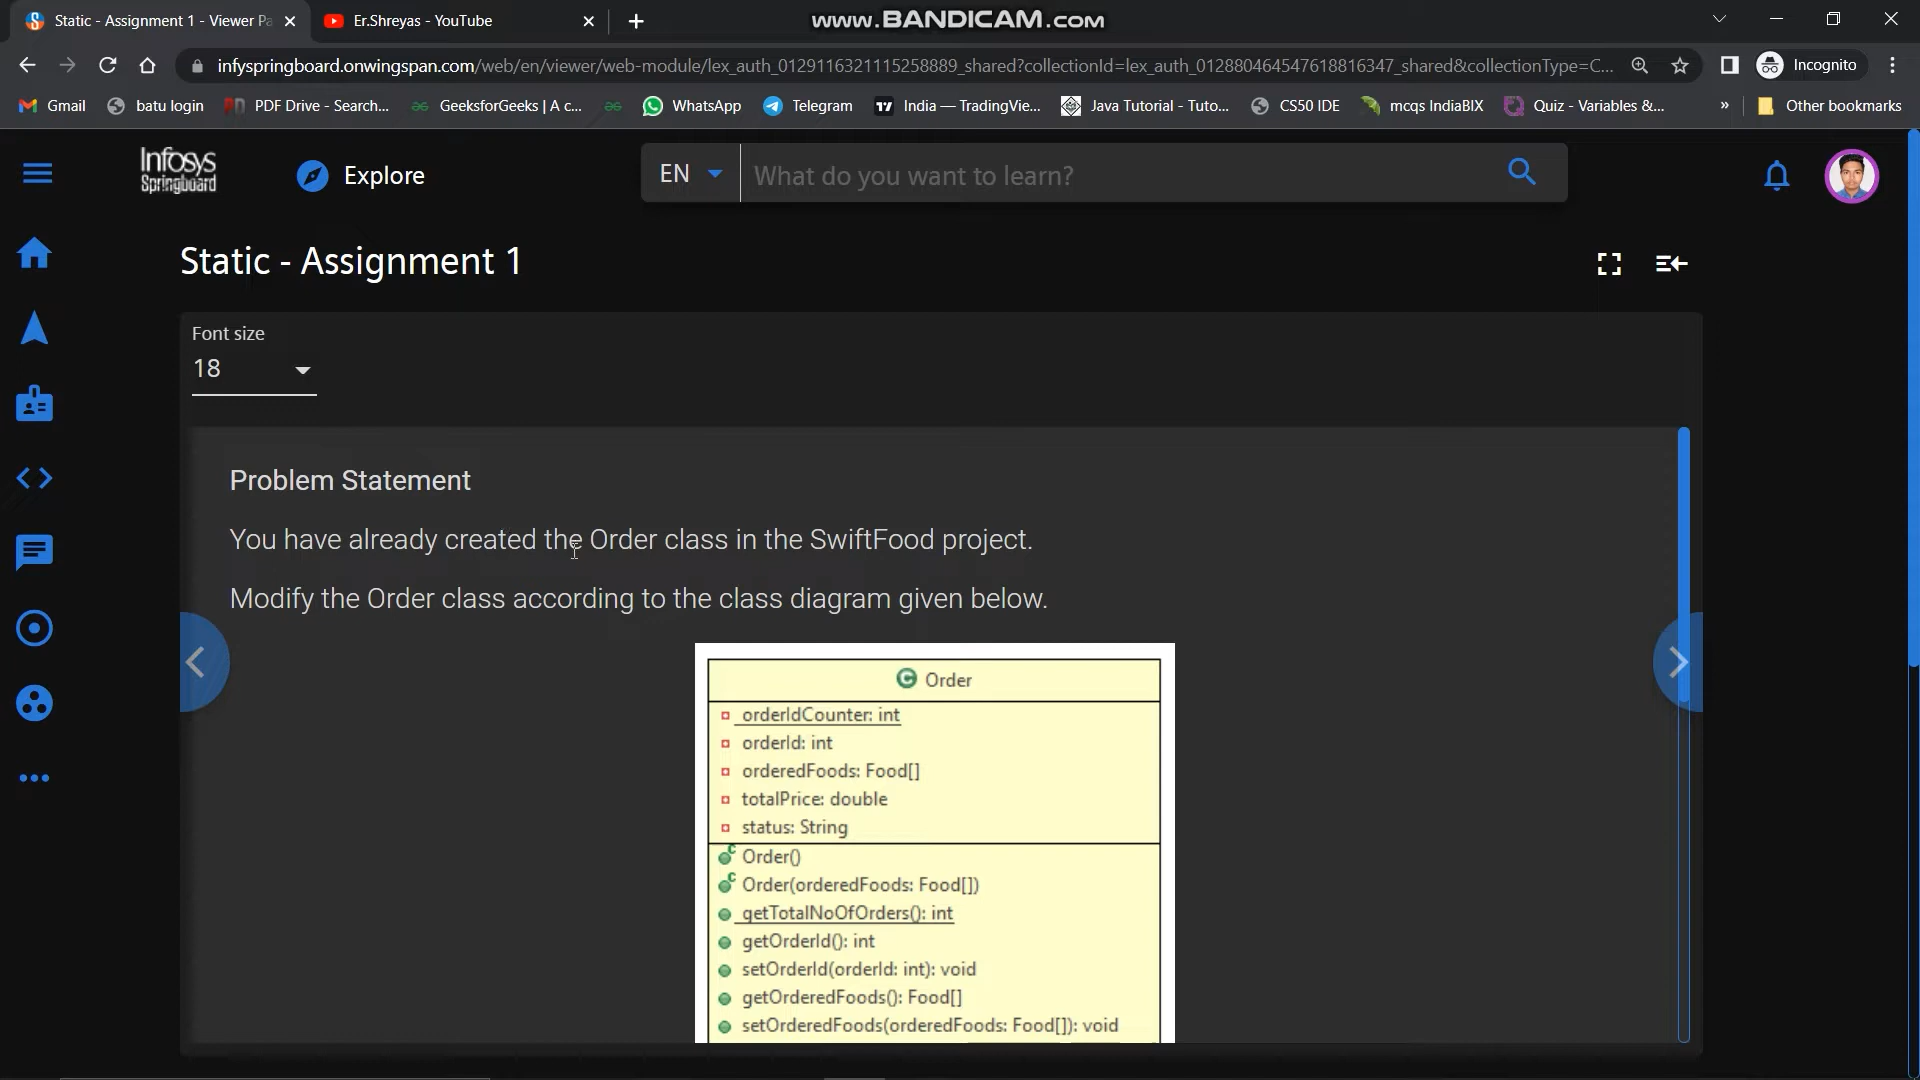 Static - Assignment 1 - Viewer Pa
Er.Shreyas - YouTube
www.BANDICAM.com
infyspringboard.onwingspan.com/web/en/viewer/web-module/lex_auth_0129116321115258889_shared?collectionId=lex_auth_012880464547618816347_shared&collectionType=C...
Incognito
Gmail
batu login
PDF Drive - Search...
GeeksforGeeks | A c...
WhatsApp
Telegram
India — TradingVie...
Java Tutorial - Tuto...
CS50 IDE
mcqs IndiaBIX
Quiz - Variables &...
»
Other bookmarks
Infosys
Springboard
Explore
EN
What do you want to learn?
Static - Assignment 1
Font size
18
Problem Statement
You have already created the Order class in the SwiftFood project.
Modify the Order class according to the class diagram given below.
C Order
orderIdCounter: int
orderId: int
orderedFoods: Food[]
totalPrice: double
status: String
Order()
Order(orderedFoods: Food[])
getTotalNoOfOrders(): int
getOrderId(): int
setOrderId(orderId: int): void
getOrderedFoods(): Food[]
setOrderedFoods(orderedFoods: Food[]): void